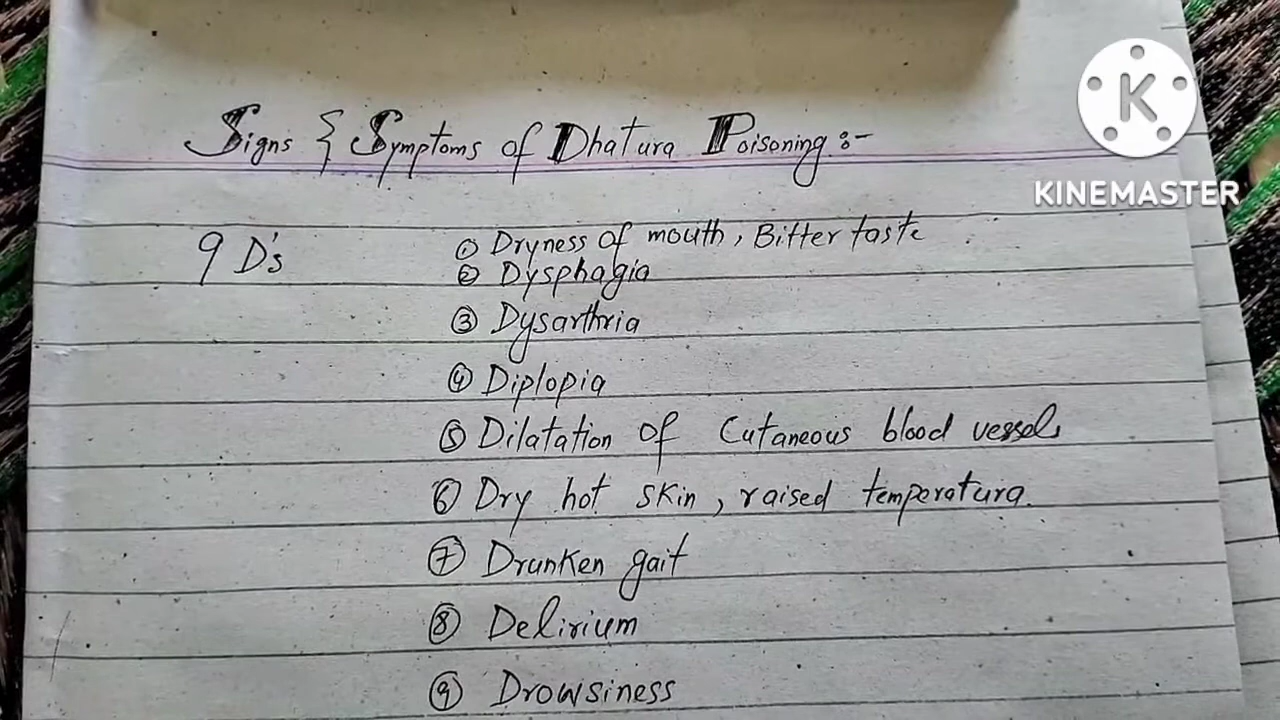 Signs & Symptoms of Dhatura Poisoning :-
K
KINEMASTER
9 D's
① Dryness of mouth, Bitter taste
② Dysphagia
③ Dysarthria
④ Diplopia
⑤ Dilatation of Cutaneous blood vessels
⑥ Dry hot skin, raised temperatura.
⑦ Drunken gait
⑧ Delirium
⑨ Drowsiness